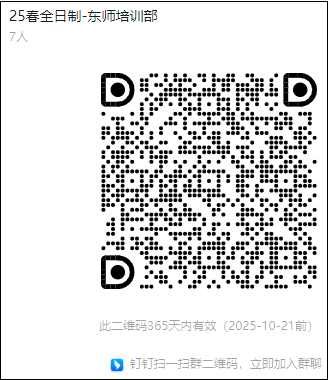 25春全日制-东师培训部
7人
此二维码365天内有效（2025-10-21前）
钉钉扫一扫群二维码，立即加入群聊